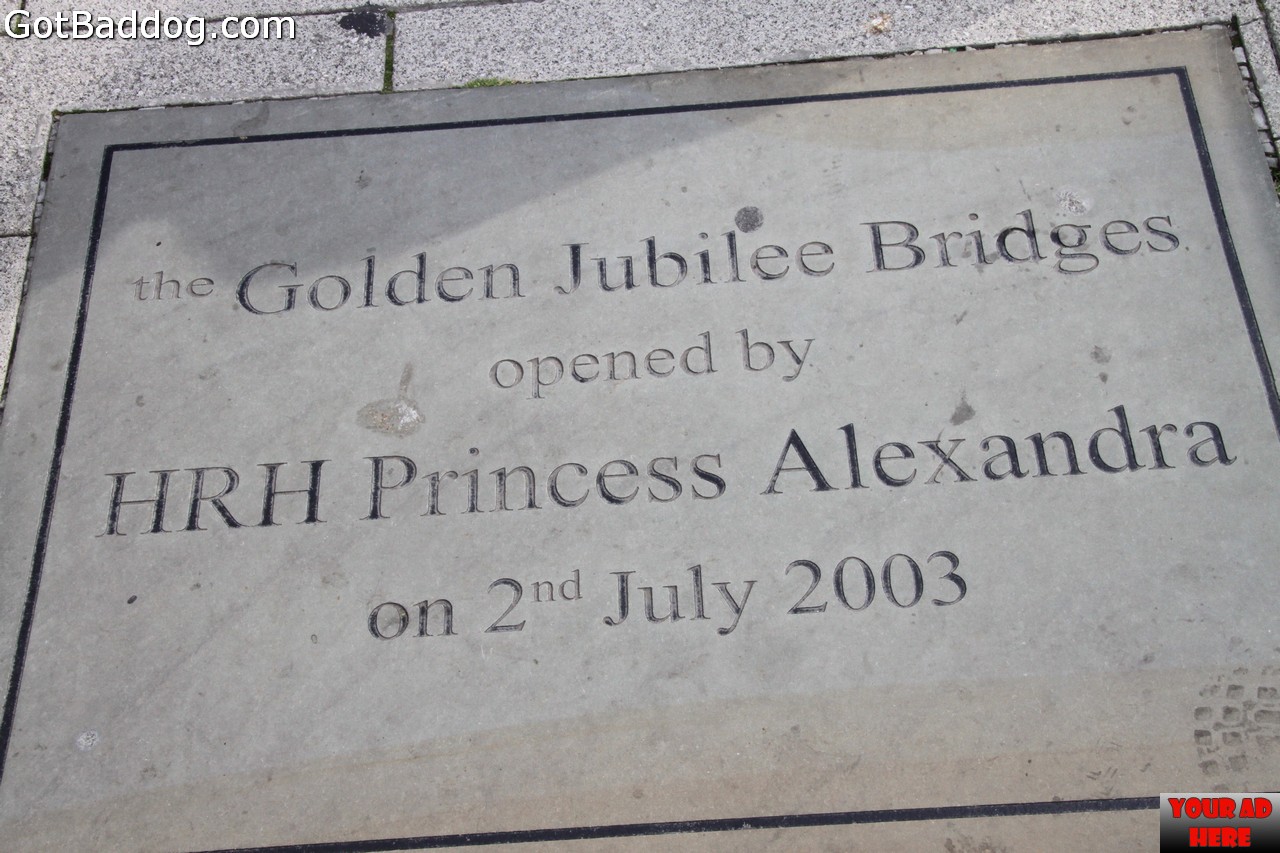 GotBaddog.com
the Golden Jubilee Bridges
opened by
HRH Princess Alexandra
on 2nd July 2003
YOUR AD
HERE